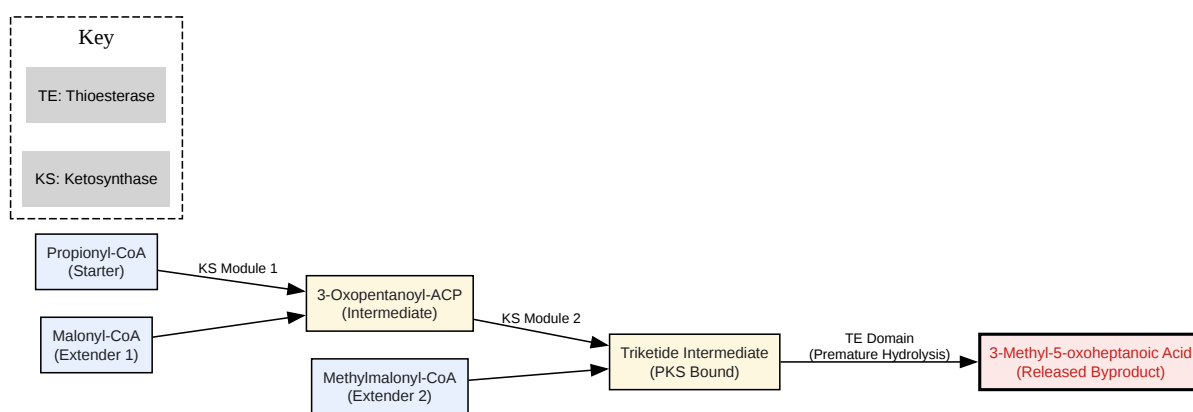 Key
TE: Thioesterase
KS: Ketosynthase
Propionyl-CoA
(Starter)
KS Module 1
Malonyl-CoA
(Extender 1)
3-Oxopentanoyl-ACP
(Intermediate)
KS Module 2
Methylmalonyl-CoA
(Extender 2)
Triketide Intermediate
(PKS Bound)
TE Domain
(Premature Hydrolysis)
3-Methyl-5-oxoheptanoic Acid
(Released Byproduct)